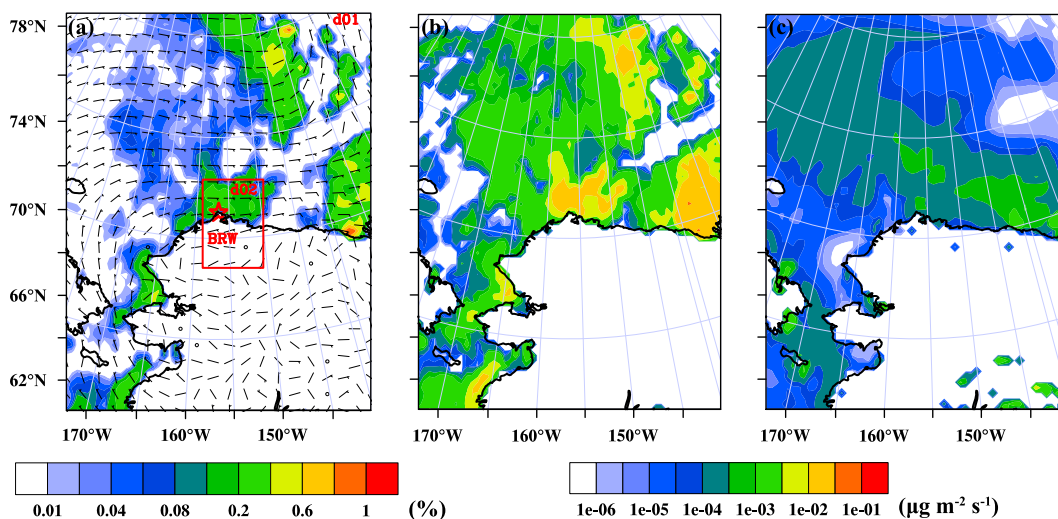 (a) d01 (b) (c)
78°N
74°N
d02
70°N
BRW
66°N
62°N
170°W 160°W 150°W 170°W 160°W 150°W 170°W 160°W 150°W
0.01 0.04 0.08 0.2 0.6 1 (%)
1e-06 1e-05 1e-04 1e-03 1e-02 1e-01 (μg m⁻² s⁻¹)